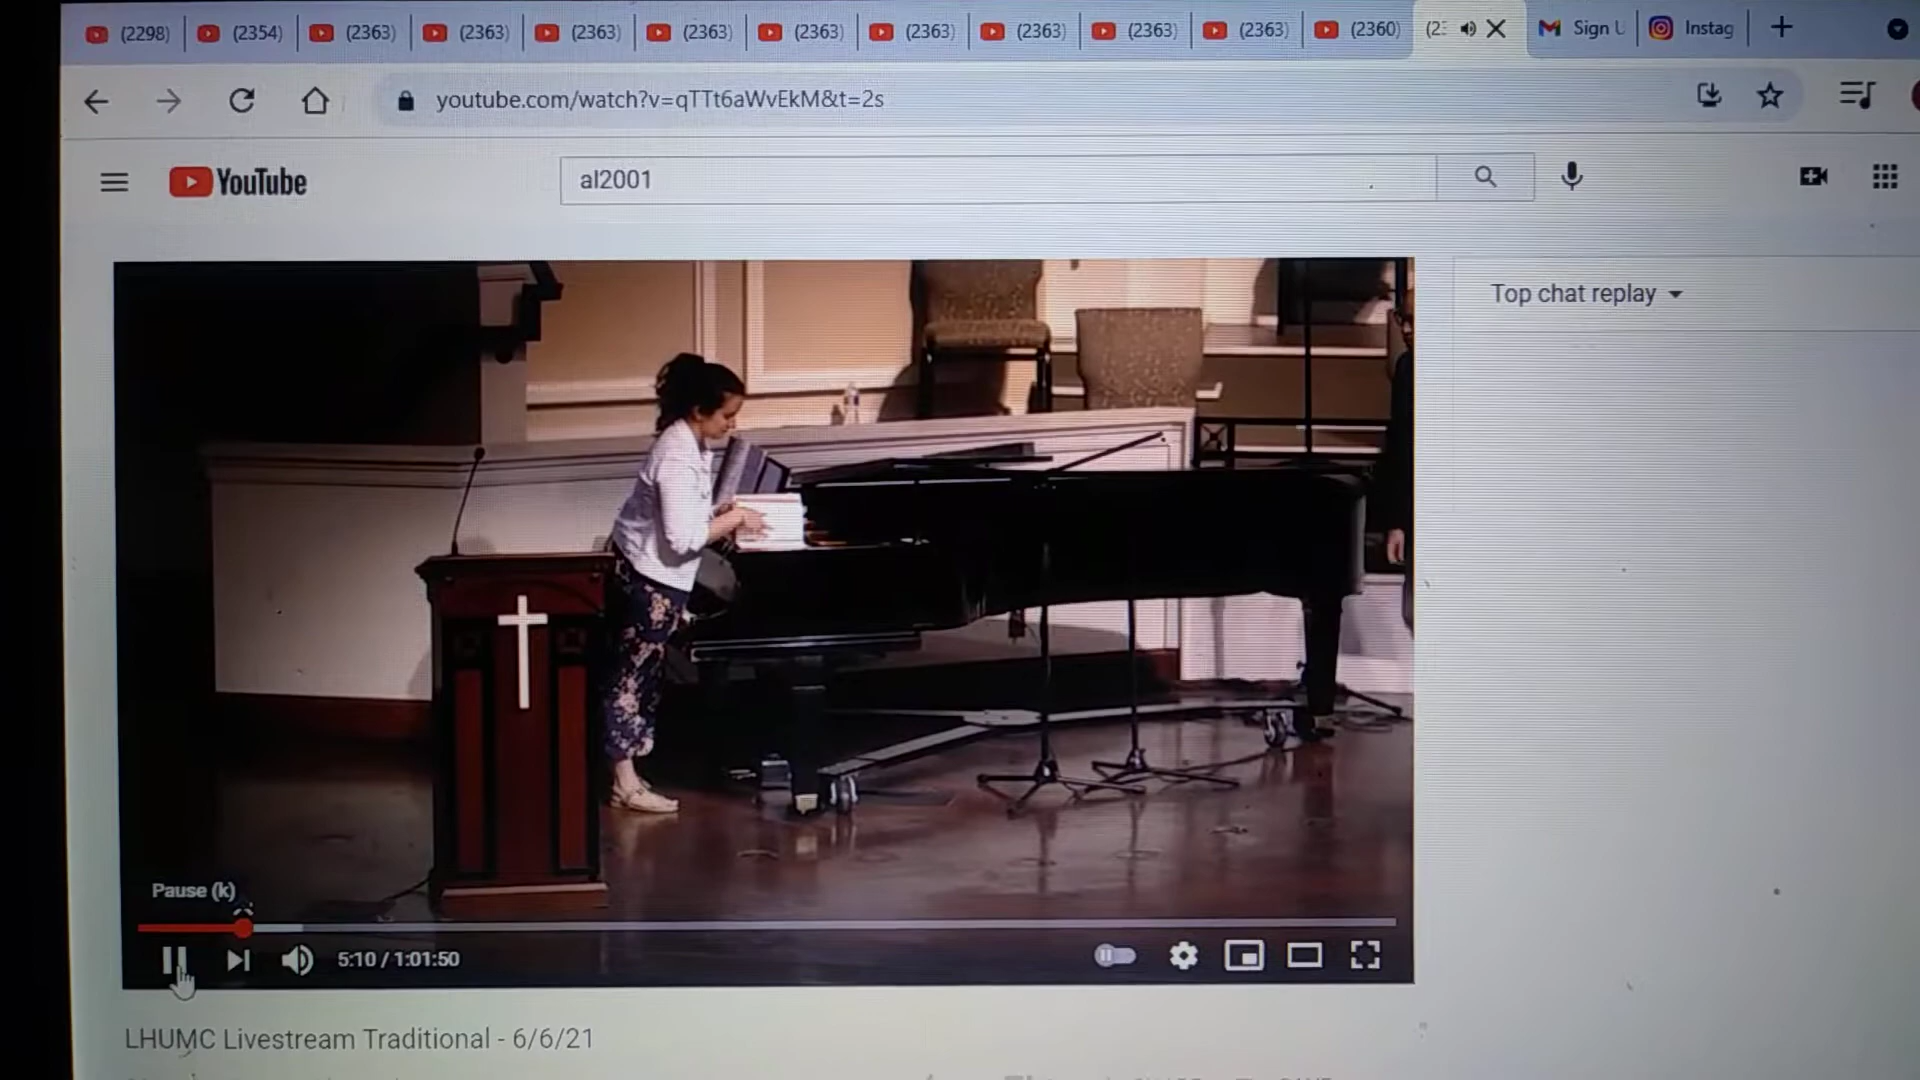 (2298) (2354) (2363) (2363) (2363) (2363) (2363) (2363) (2363) (2363) (2363) (2360) Sign Instag
youtube.com/watch?v=qTTt6aWvEkM&t=2s
YouTube
al2001
Top chat replay
Pause (k)
5:10 / 1:01:50
LHUMC Livestream Traditional - 6/6/21